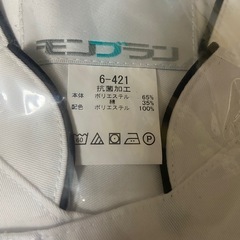 モンブラン
6-421
抗菌加工
本体 ポリエステル 65%
綿 35%
配色 ポリエステル 100%
60